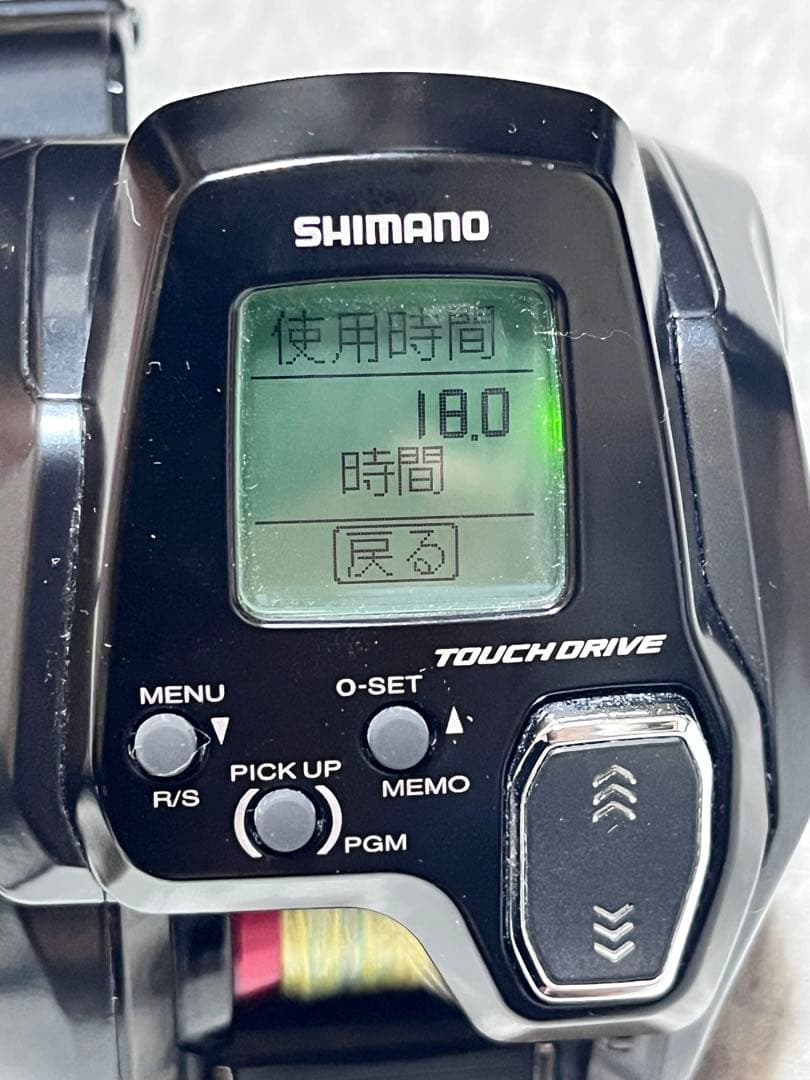 SHIMANO
使用時間
18.0
時間
戻る
TOUCH DRIVE
MENU
O-SET
R/S
PICK UP
MEMO
PGM